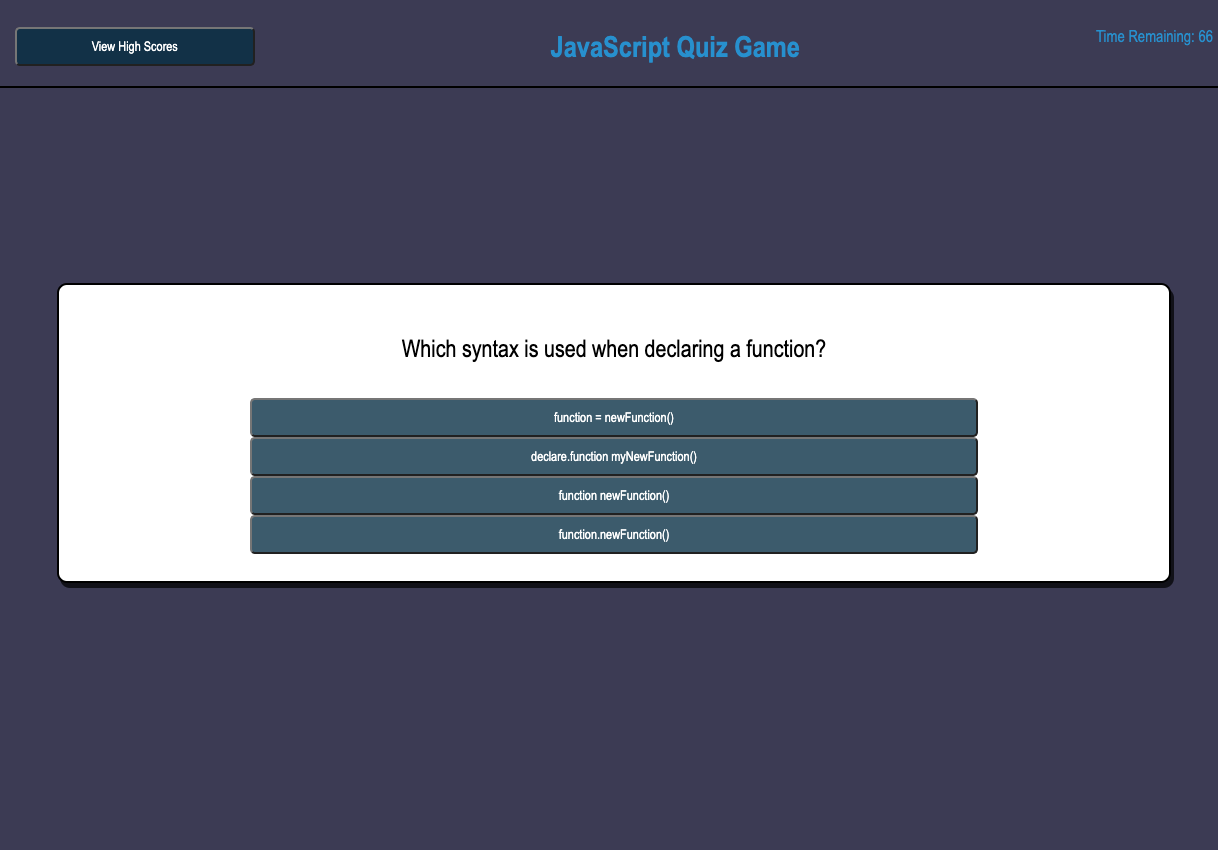 View High Scores
JavaScript Quiz Game
Time Remaining: 66
Which syntax is used when declaring a function?
function = newFunction()
declare.function myNewFunction()
function newFunction()
function.newFunction()